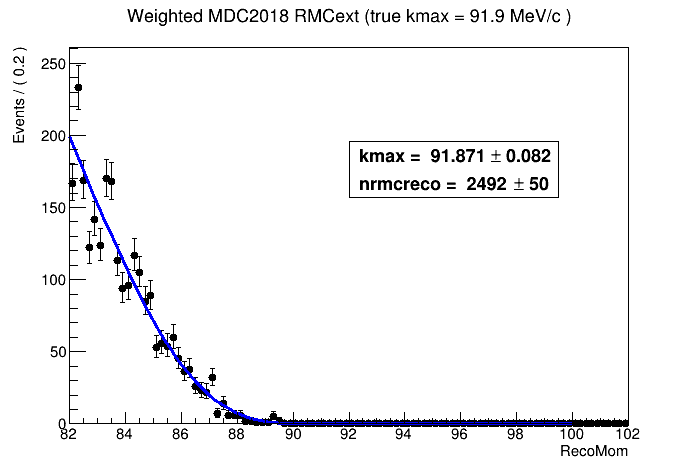 Weighted MDC2018 RMCext (true kmax = 91.9 MeV/c )
Events / ( 0.2 )
250
200
150
100
50
0
kmax = 91.871 ± 0.082
nrmcreco = 2492 ± 50
82 84 86 88 90 92 94 96 98 100 102
RecoMom